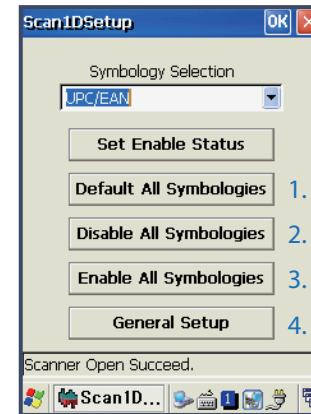 Scan1DSetup OK
Symbology Selection
UPC/EAN
Set Enable Status
Default All Symbologies 1.
Disable All Symbologies 2.
Enable All Symbologies 3.
General Setup 4.
Scanner Open Succeed.
Scan1D... 1